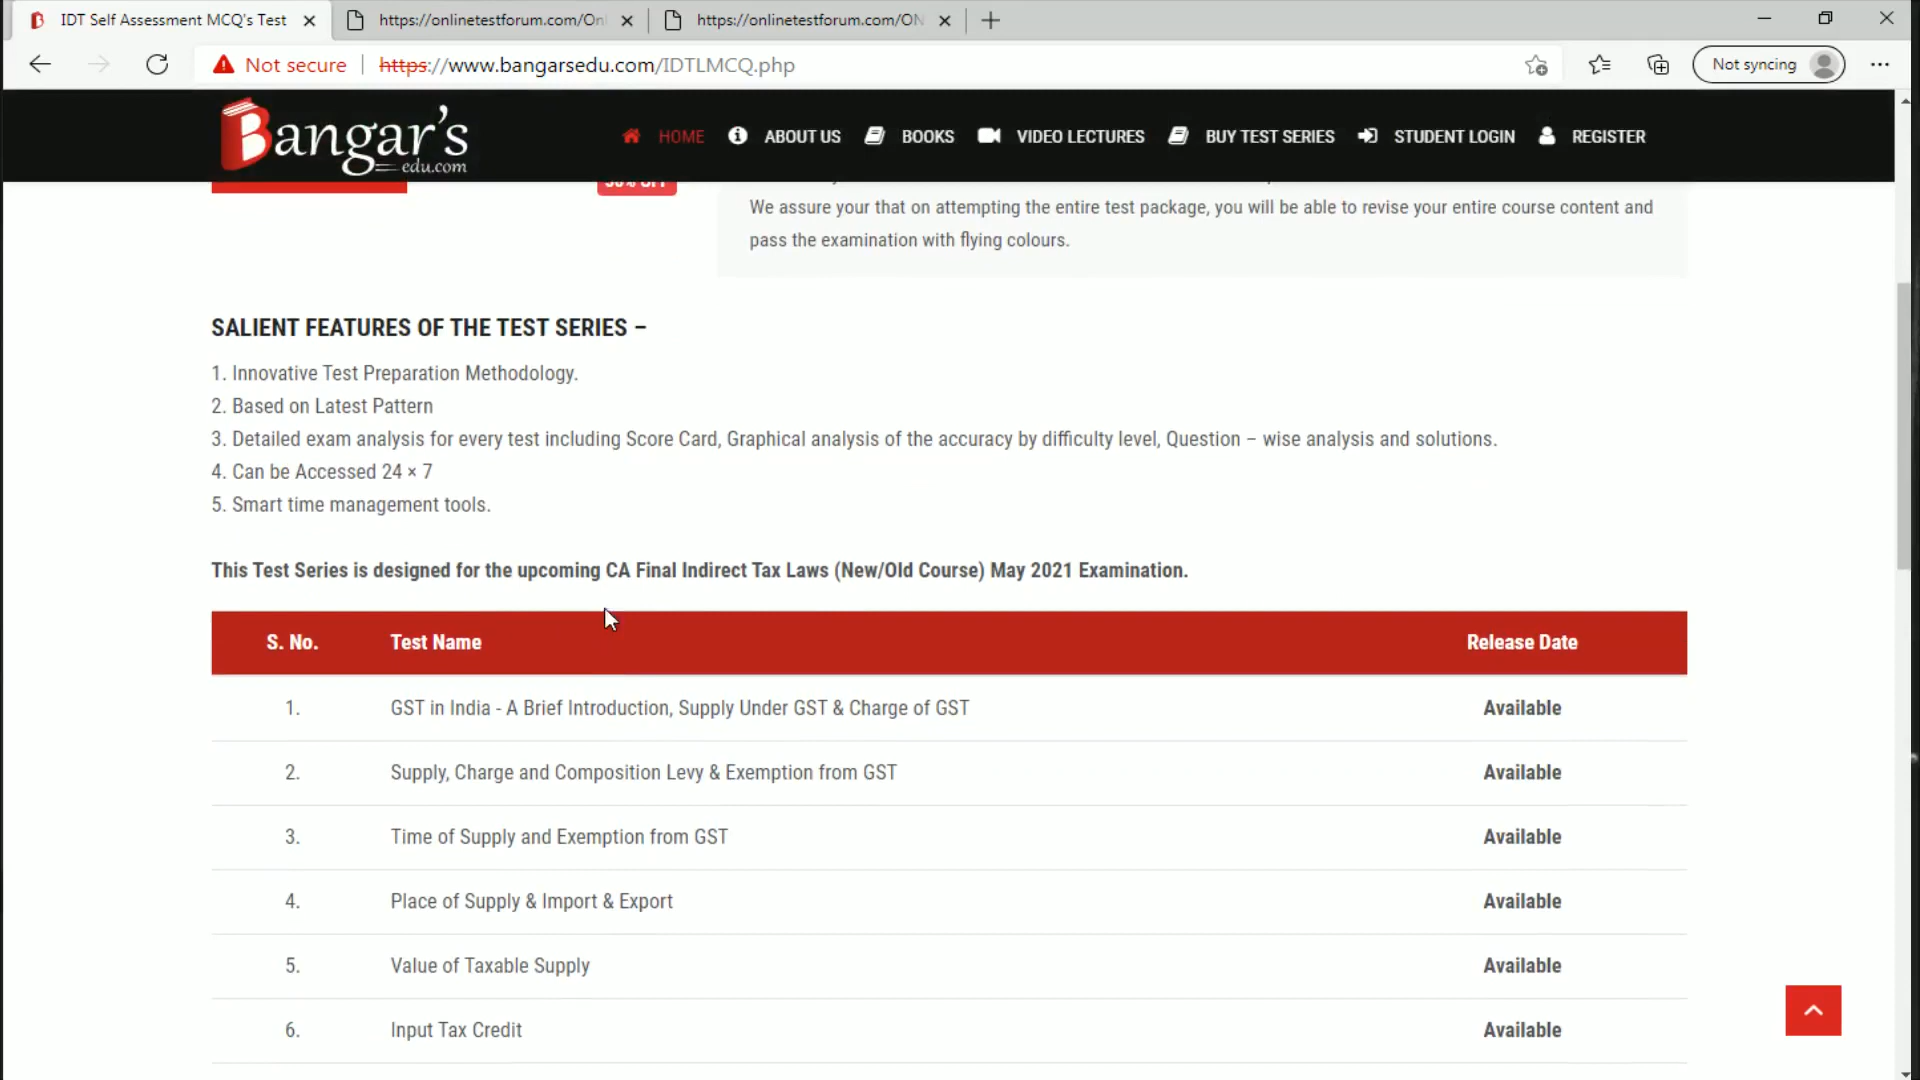 IDT Self Assessment MCQ's Test
https://onlinetestforum.com/Onl
https://onlinetestforum.com/ON
Not secure
https://www.bangarsedu.com/IDTLMCQ.php
Not syncing
Bangar's
edu.com
HOME
ABOUT US
BOOKS
VIDEO LECTURES
BUY TEST SERIES
STUDENT LOGIN
REGISTER
We assure your that on attempting the entire test package, you will be able to revise your entire course content and
pass the examination with flying colours.
SALIENT FEATURES OF THE TEST SERIES –
1. Innovative Test Preparation Methodology.
2. Based on Latest Pattern
3. Detailed exam analysis for every test including Score Card, Graphical analysis of the accuracy by difficulty level, Question – wise analysis and solutions.
4. Can be Accessed 24 × 7
5. Smart time management tools.
This Test Series is designed for the upcoming CA Final Indirect Tax Laws (New/Old Course) May 2021 Examination.
S. No. Test Name Release Date
1. GST in India - A Brief Introduction, Supply Under GST & Charge of GST Available
2. Supply, Charge and Composition Levy & Exemption from GST Available
3. Time of Supply and Exemption from GST Available
4. Place of Supply & Import & Export Available
5. Value of Taxable Supply Available
6. Input Tax Credit Available